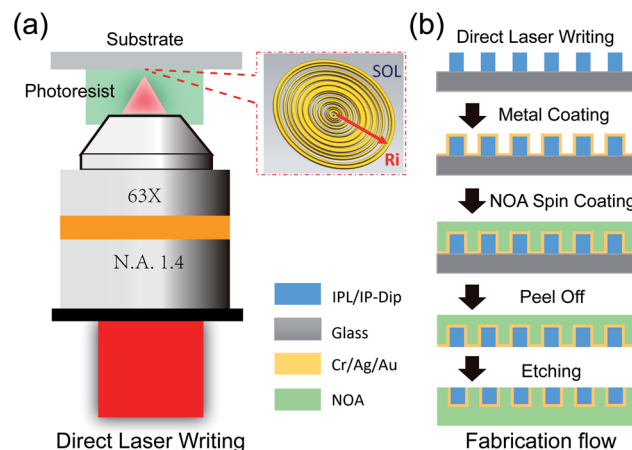 (a)
Substrate
Photoresist
SOL
Ri
63X
N.A. 1.4
IPL/IP-Dip
Glass
Cr/Ag/Au
NOA
Direct Laser Writing
(b)
Direct Laser Writing
Metal Coating
NOA Spin Coating
Peel Off
Etching
Fabrication flow